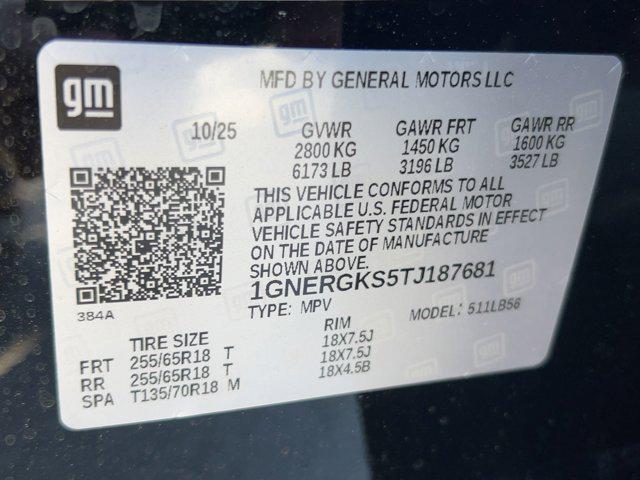 gm
MFD BY GENERAL MOTORS LLC
10/25 GVWR GAWR FRT GAWR RR
2800 KG 1450 KG 1600 KG
6173 LB 3196 LB 3527 LB
THIS VEHICLE CONFORMS TO ALL
APPLICABLE U.S. FEDERAL MOTOR
VEHICLE SAFETY STANDARDS IN EFFECT
ON THE DATE OF MANUFACTURE
SHOWN ABOVE.
1GNERGKS5TJ187681
384A
TYPE: MPV MODEL: 511LB56
TIRE SIZE RIM
FRT 255/65R18 T 18X7.5J
RR 255/65R18 T 18X7.5J
SPA T135/70R18 M 18X4.5B